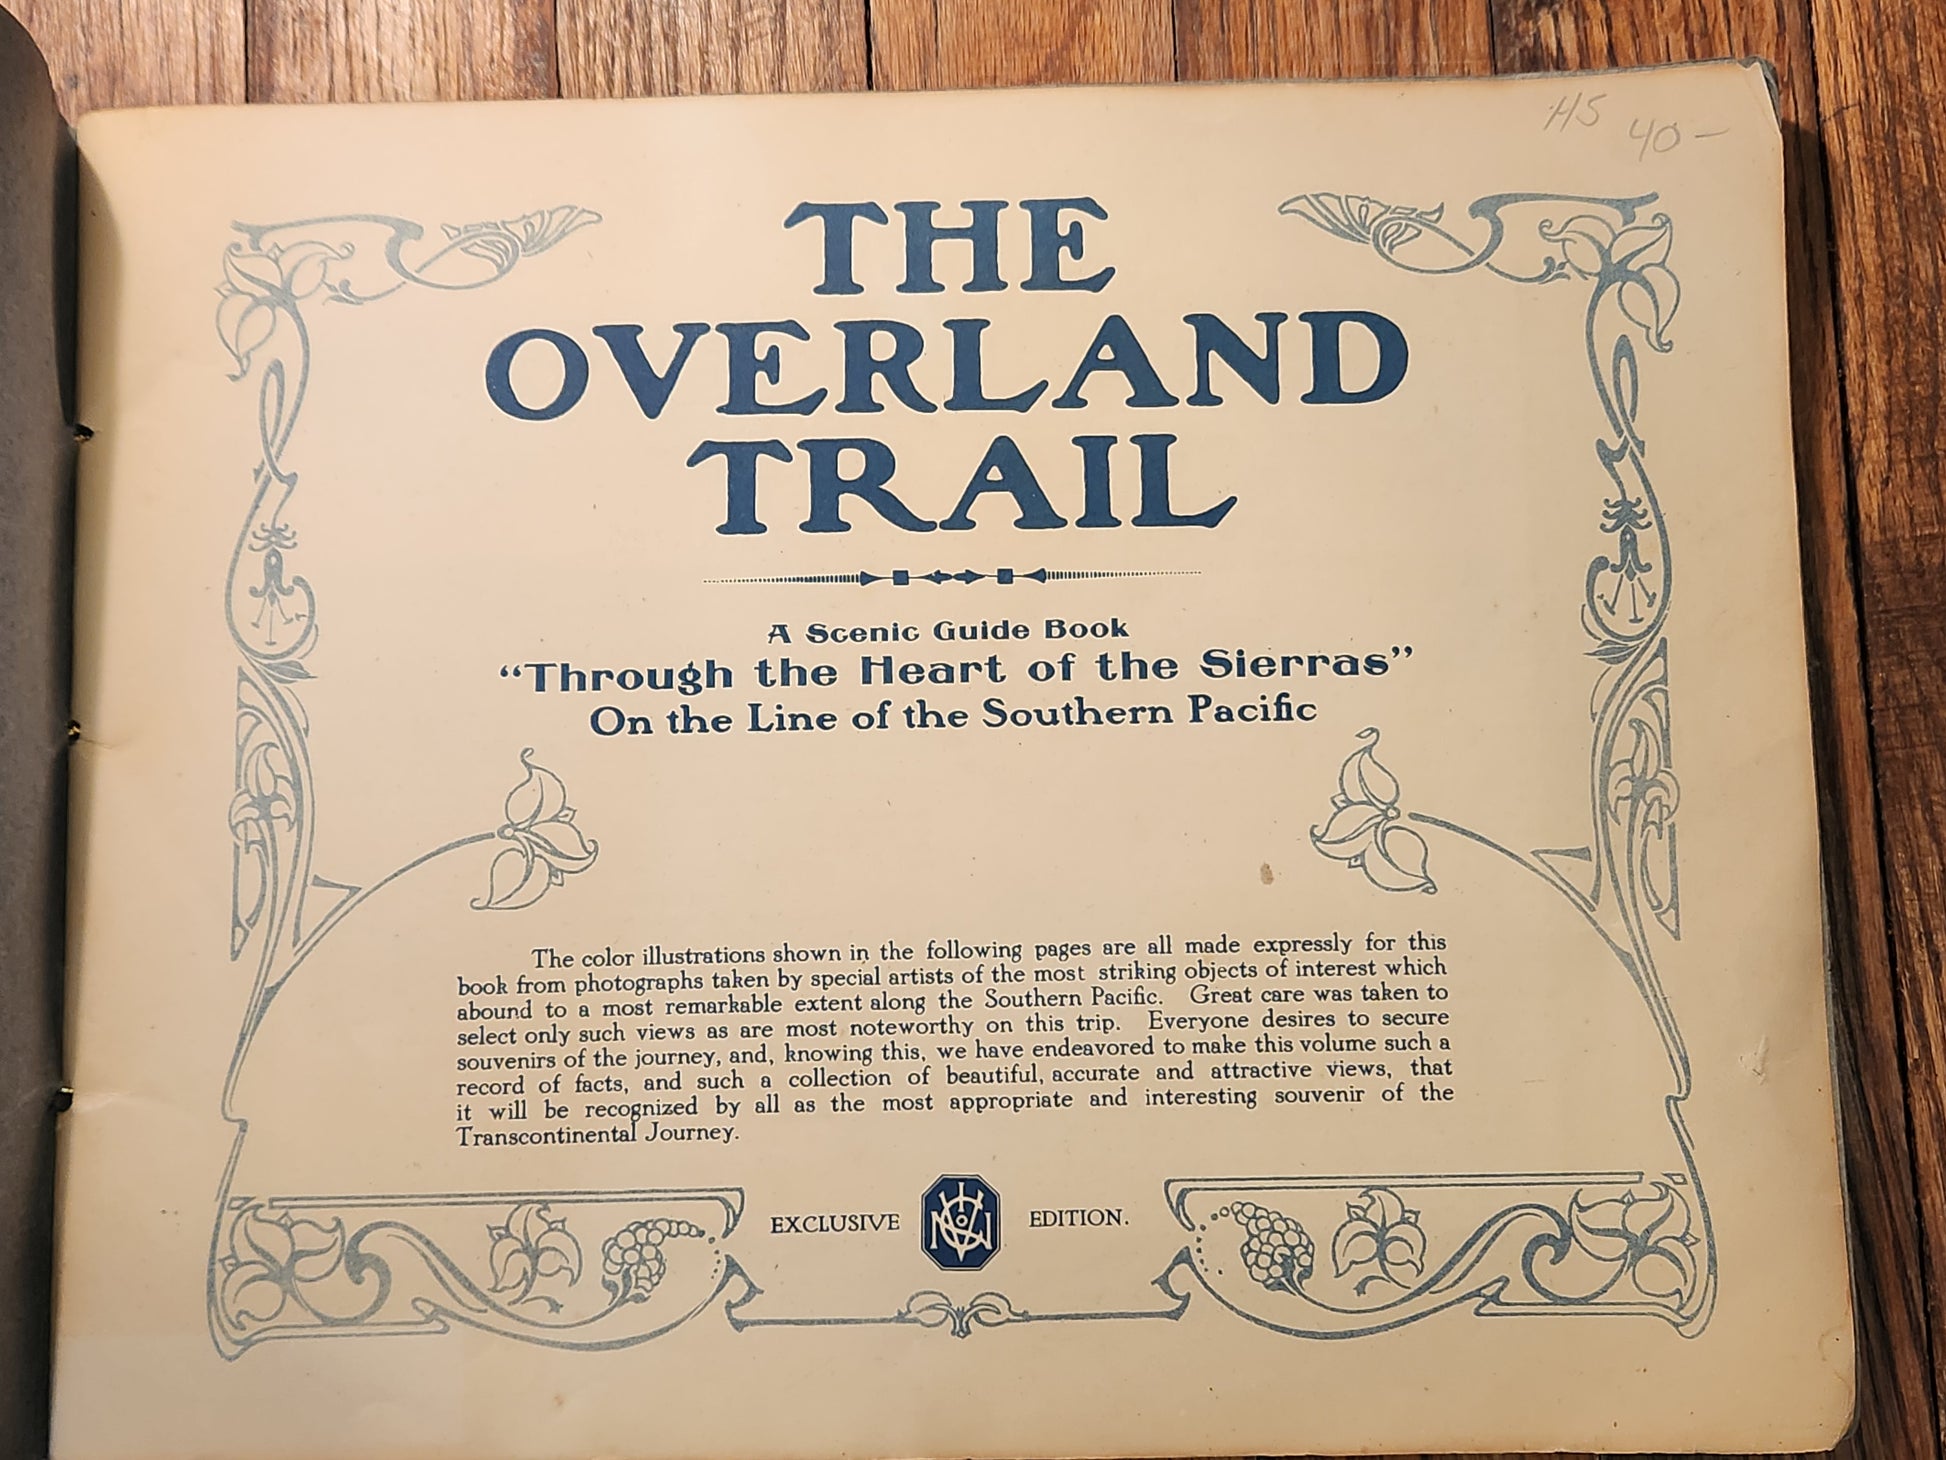 HS 40-
THE
OVERLAND
TRAIL
A Scenic Guide Book
“Through the Heart of the Sierras”
On the Line of the Southern Pacific
The color illustrations shown in the following pages are all made expressly for this
book from photographs taken by special artists of the most striking objects of interest which
abound to a most remarkable extent along the Southern Pacific. Great care was taken to
select only such views as are most noteworthy on this trip. Everyone desires to secure
souvenirs of the journey, and, knowing this, we have endeavored to make this volume such a
record of facts, and such a collection of beautiful, accurate and attractive views, that
it will be recognized by all as the most appropriate and interesting souvenir of the
Transcontinental Journey.
EXCLUSIVE EDITION.